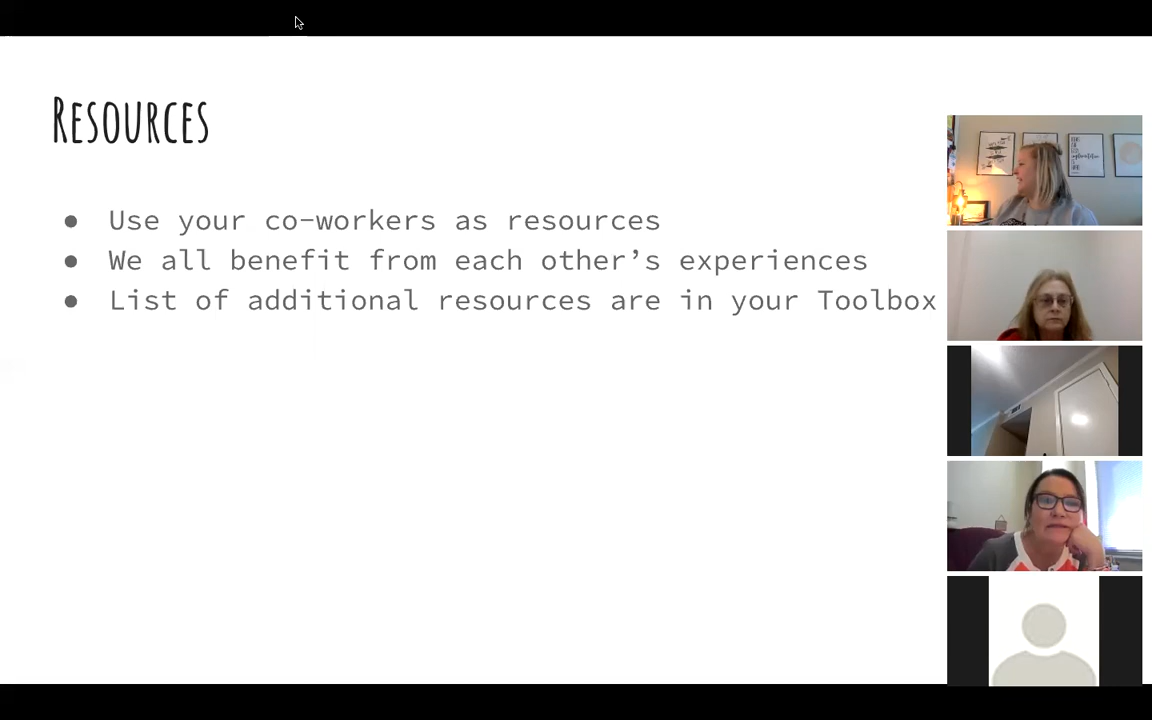 Resources
● Use your co-workers as resources
● We all benefit from each other’s experiences
● List of additional resources are in your Toolbox